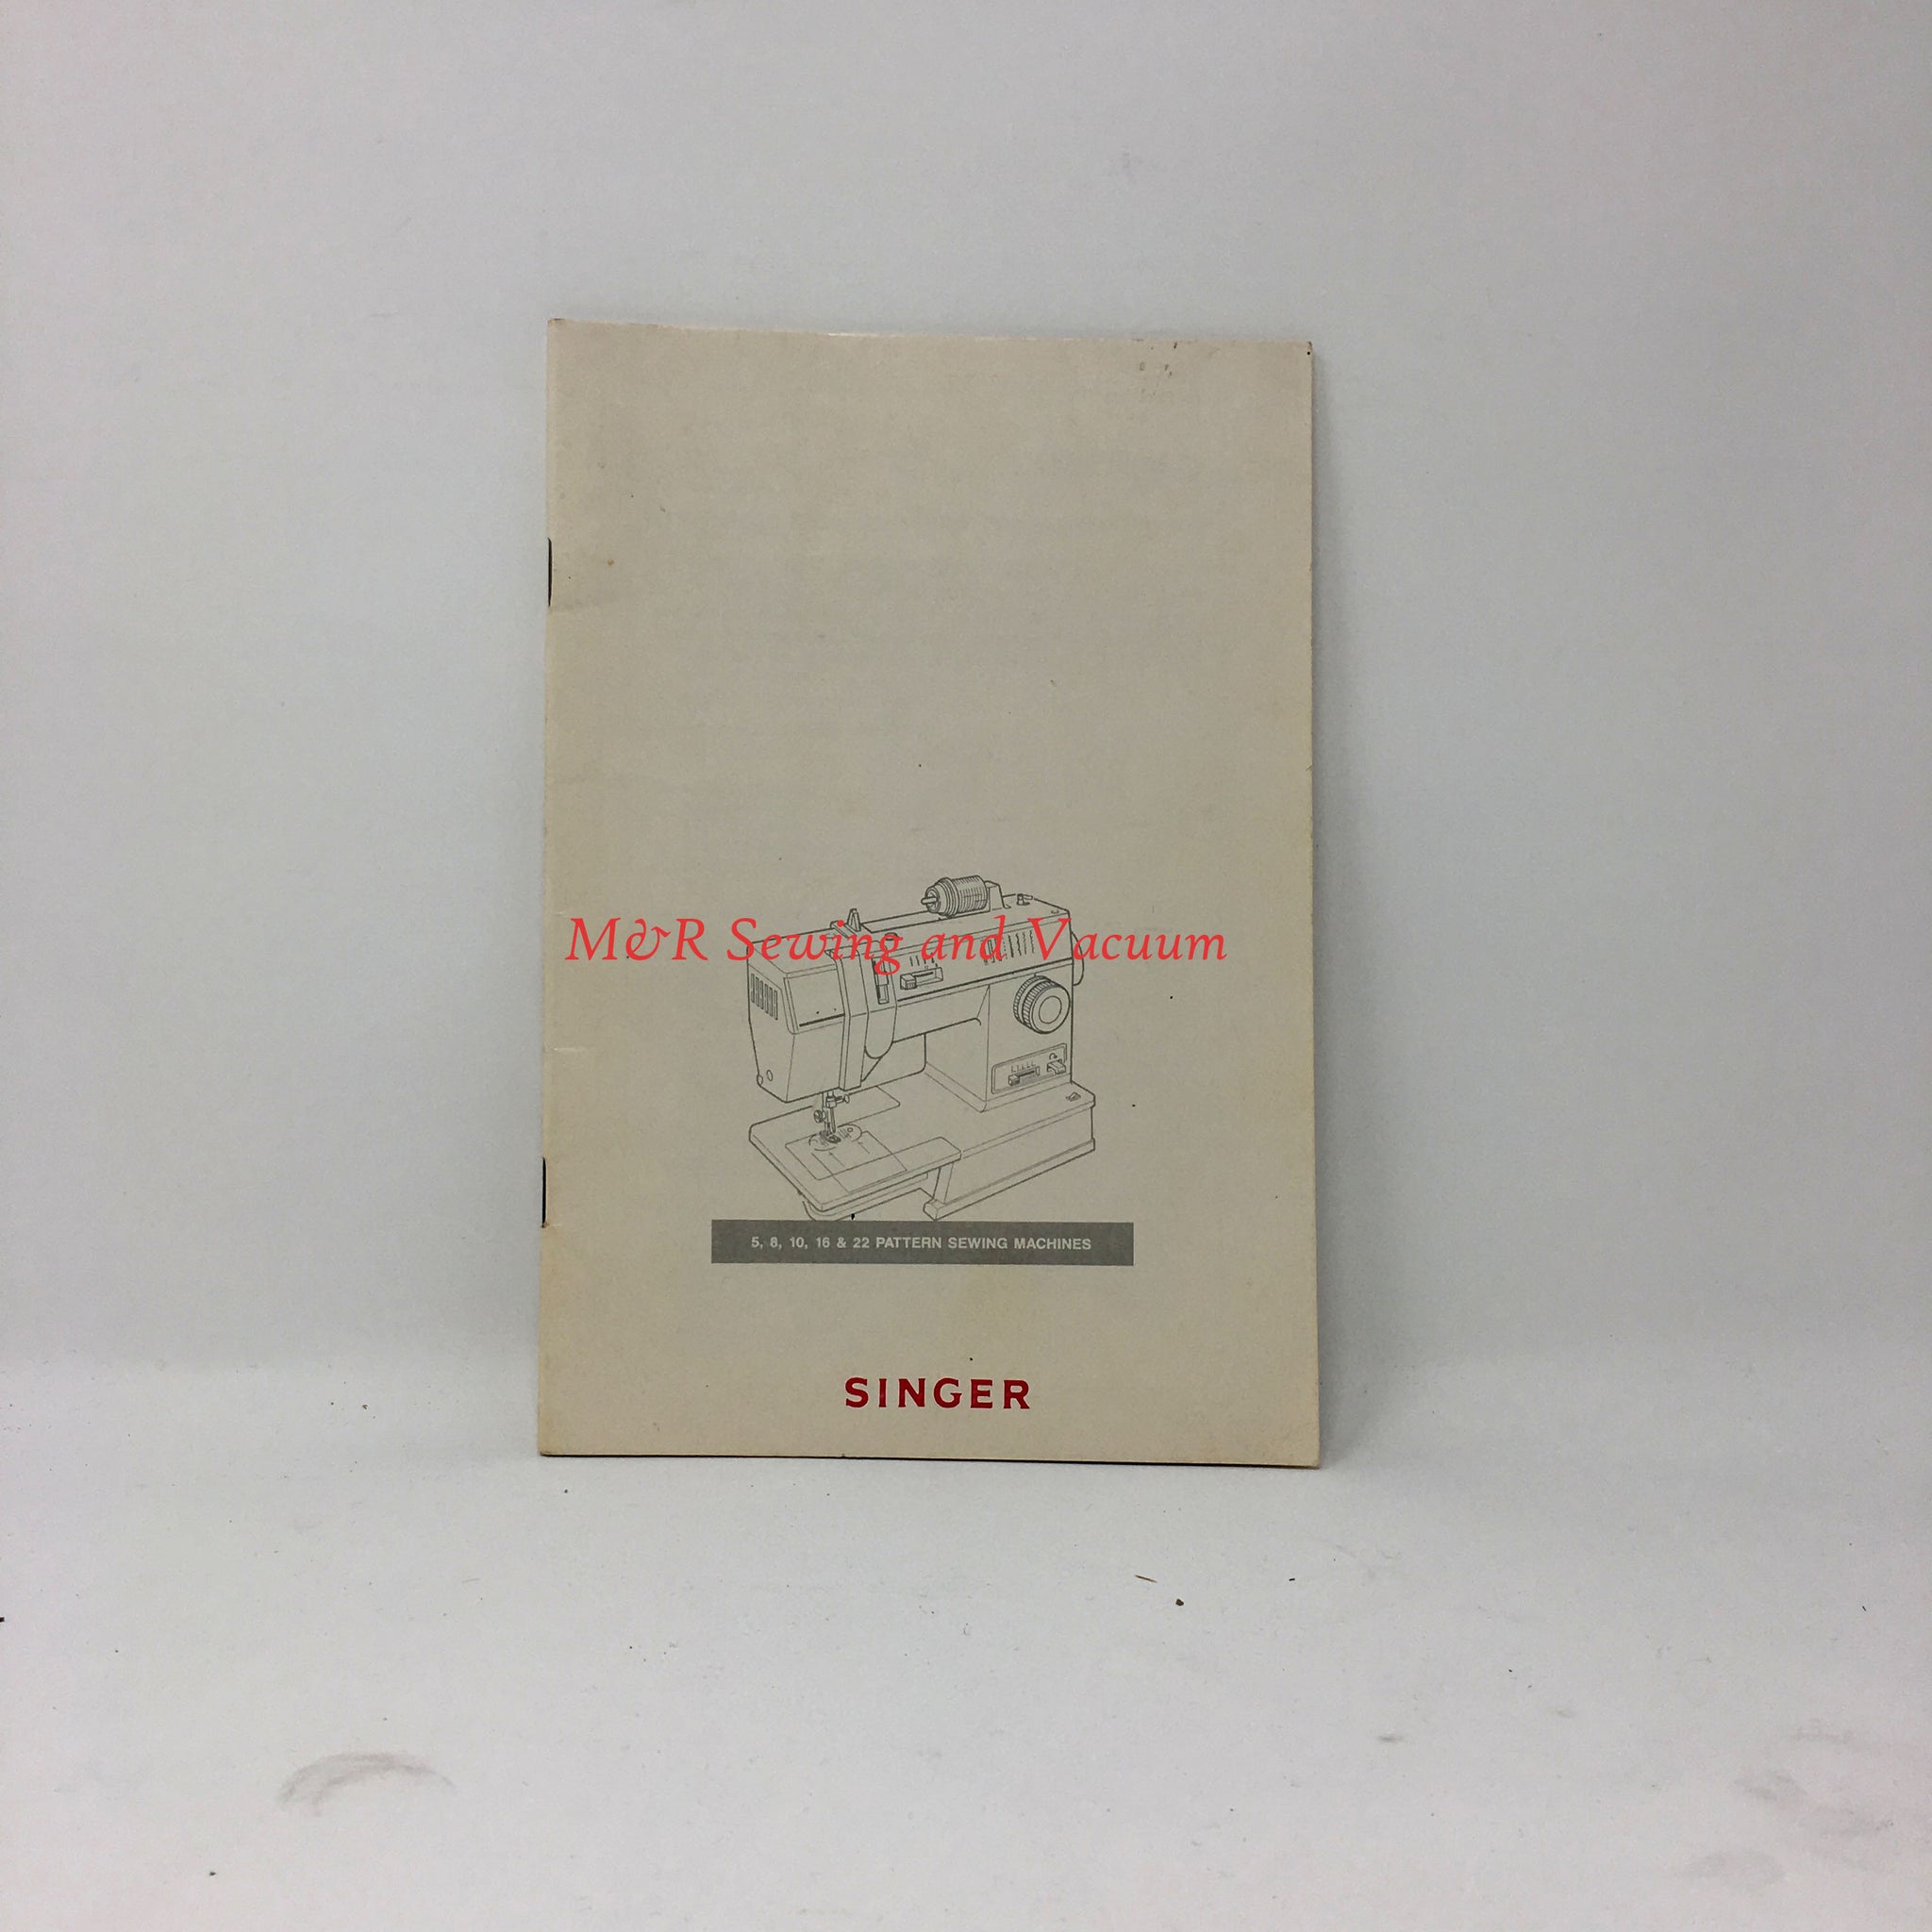 M&R Sewing and Vacuum
5, 8, 10, 16 & 22 PATTERN SEWING MACHINES
SINGER